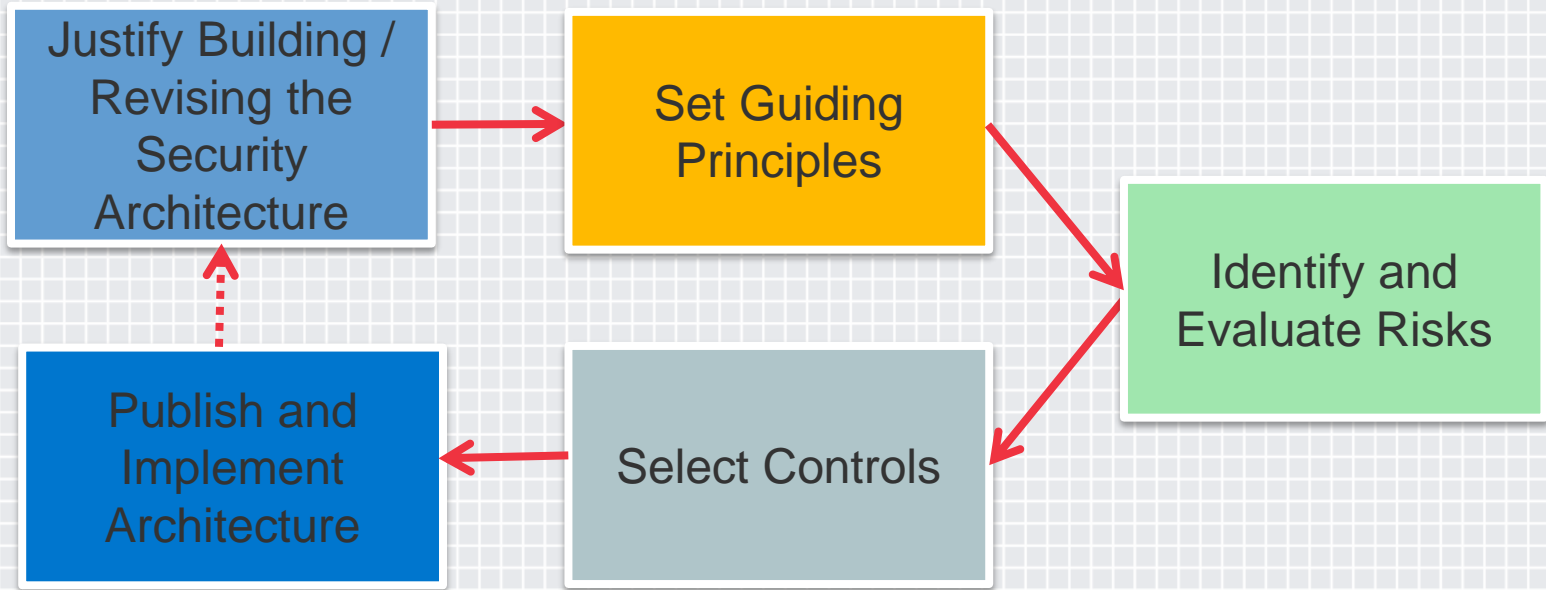 Justify Building /
Revising the
Security
Architecture
Set Guiding
Principles
Identify and
Evaluate Risks
Select Controls
Publish and
Implement
Architecture